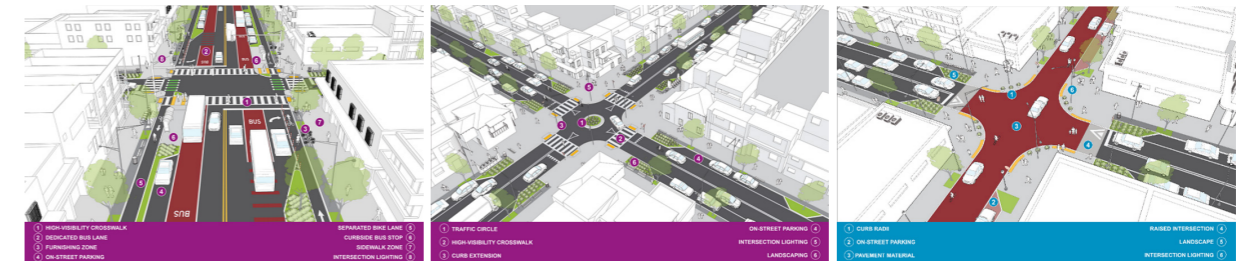 BUS
BUS
① HIGH-VISIBILITY CROSSWALK
② DEDICATED BUS LANE
③ FURNISHING ZONE
④ ON-STREET PARKING
SEPARATED BIKE LANE ⑤
CURBSIDE BUS STOP ⑥
SIDEWALK ZONE ⑦
INTERSECTION LIGHTING ⑧
① TRAFFIC CIRCLE
② HIGH-VISIBILITY CROSSWALK
③ CURB EXTENSION
ON-STREET PARKING ④
INTERSECTION LIGHTING ⑤
LANDSCAPING ⑥
① CURB RADII
② ON-STREET PARKING
③ PAVEMENT MATERIAL
RAISED INTERSECTION ④
LANDSCAPE ⑤
INTERSECTION LIGHTING ⑥